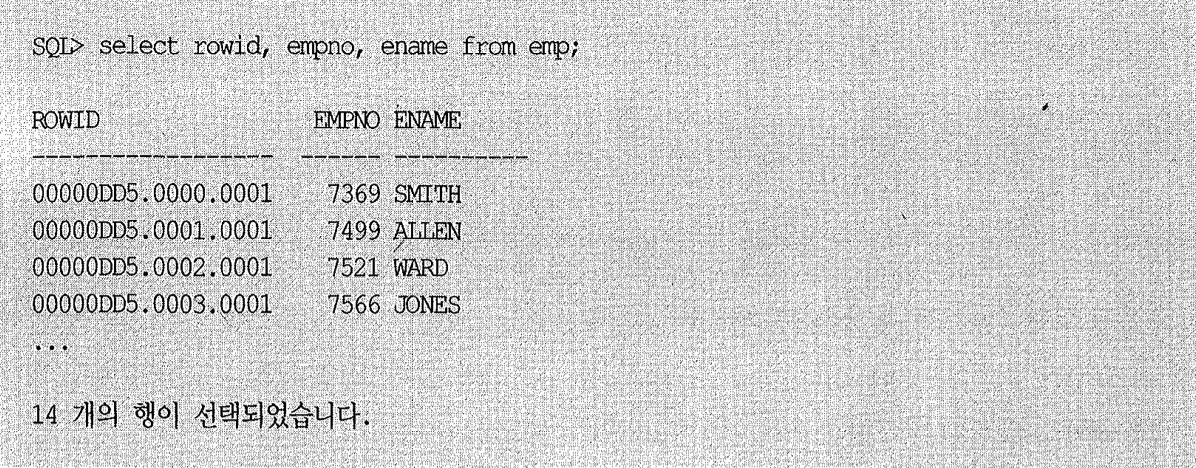 SQL> select rowid, empno, ename from emp;
ROWID EMPNO ENAME
------------------ ------ ----------
00000DD5.0000.0001 7369 SMITH
00000DD5.0001.0001 7499 ALLEN
00000DD5.0002.0001 7521 WARD
00000DD5.0003.0001 7566 JONES
...
14 개의 행이 선택되었습니다.